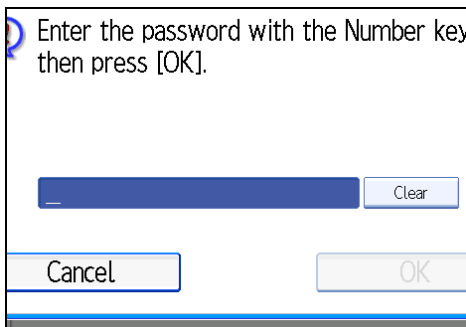 Enter the password with the Number key
then press [OK].
Clear
Cancel
OK